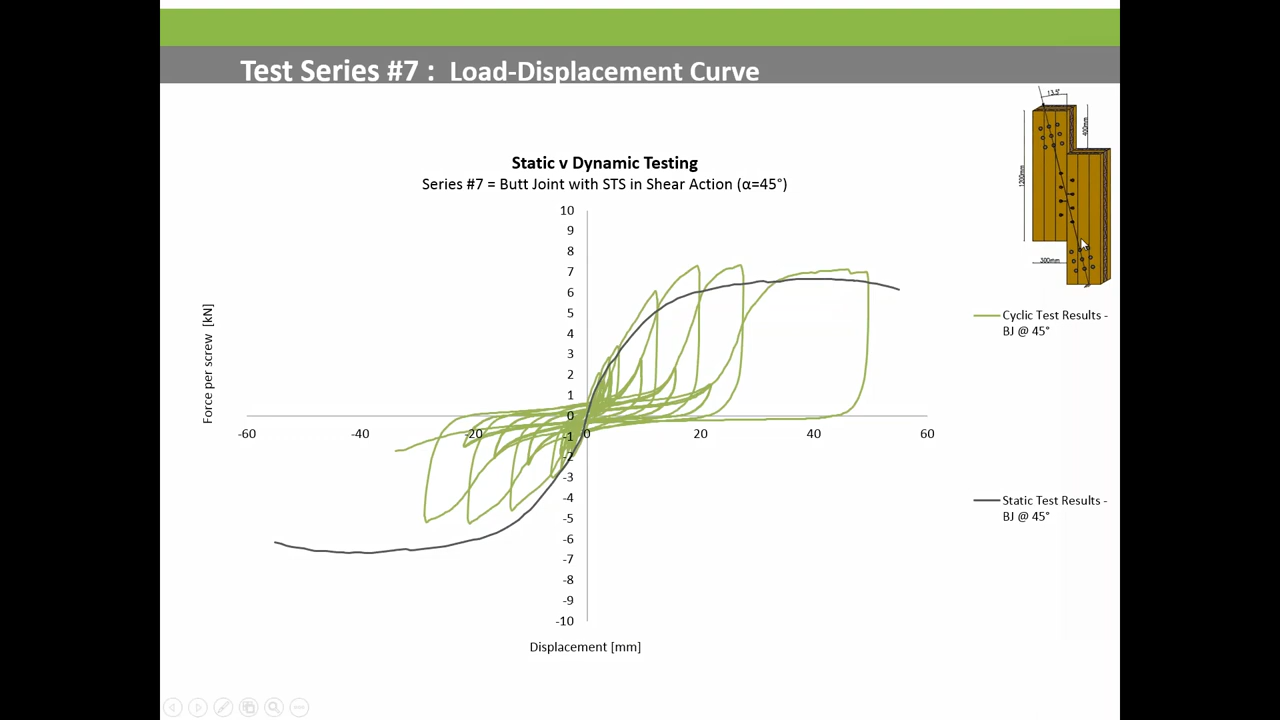 Test Series #7 : Load-Displacement Curve
13.5°
400mm
1200mm
300mm
Static v Dynamic Testing
Series #7 = Butt Joint with STS in Shear Action (α=45°)
10
9
8
7
6
5
4
3
2
1
0
-1
-2
-3
-4
-5
-6
-7
-8
-9
-10
-60
-40
-20
0
20
40
60
Force per screw [kN]
Displacement [mm]
Cyclic Test Results -
BJ @ 45°
Static Test Results -
BJ @ 45°